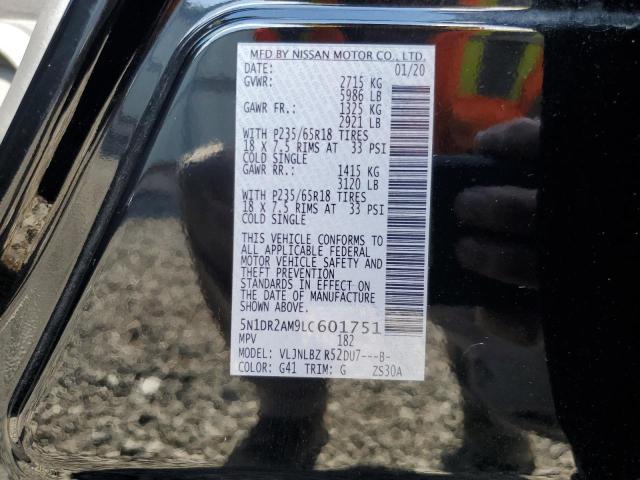 MFD BY NISSAN MOTOR CO., LTD.
DATE: 01/20
GVWR: 2715 KG
5986 LB
GAWR FR.: 1325 KG
2921 LB
WITH P235/65R18 TIRES
18 X 7.5 RIMS AT 33 PSI
COLD SINGLE
GAWR RR.: 1415 KG
3120 LB
WITH P235/65R18 TIRES
18 X 7.5 RIMS AT 33 PSI
COLD SINGLE
THIS VEHICLE CONFORMS TO
ALL APPLICABLE FEDERAL
MOTOR VEHICLE SAFETY AND
THEFT PREVENTION
STANDARDS IN EFFECT ON
THE DATE OF MANUFACTURE
SHOWN ABOVE.
5N1DR2AM9LC601751
MPV 182
MODEL: VLJNLBZ R52DU7---B-
COLOR: G41 TRIM: G ZS30A